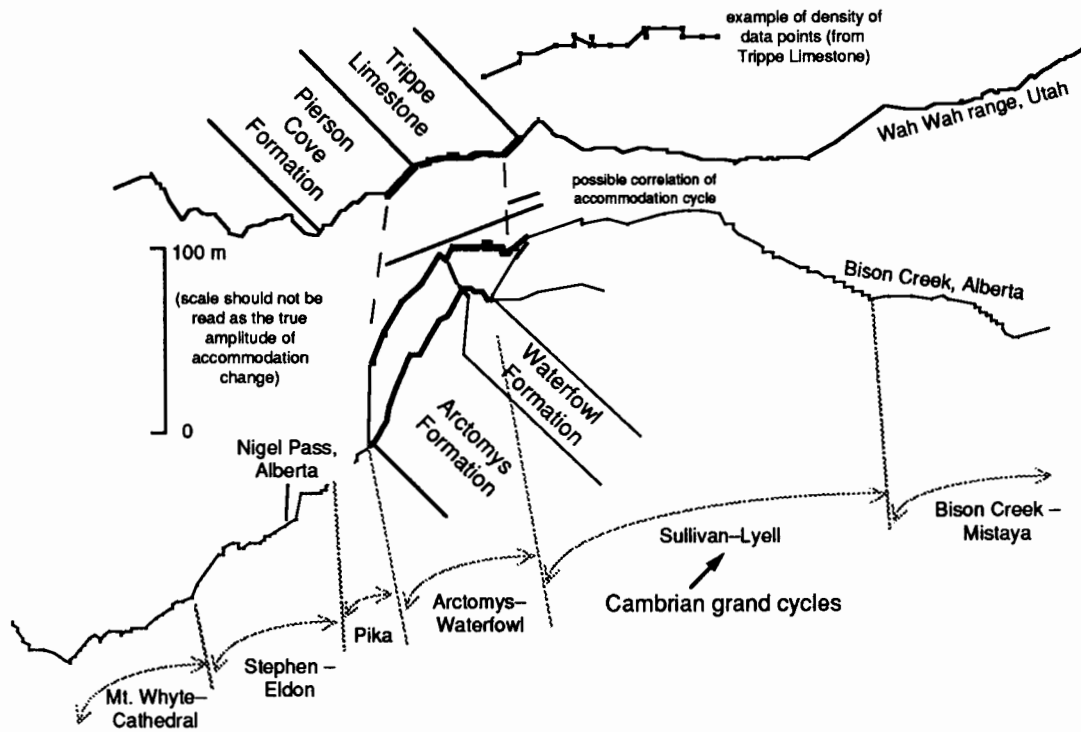 example of density of
data points (from
Trippe Limestone)
Trippe
Limestone
Pierson
Cove
Formation
Wah Wah range, Utah
possible correlation of
accommodation cycle
100 m
(scale should not be
read as the true
amplitude of
accommodation
change)
0
Bison Creek, Alberta
Waterfowl
Formation
Arctomys
Formation
Nigel Pass,
Alberta
Bison Creek –
Mistaya
Sullivan–Lyell
Cambrian grand cycles
Arctomys–
Waterfowl
Pika
Stephen –
Eldon
Mt. Whyte–
Cathedral